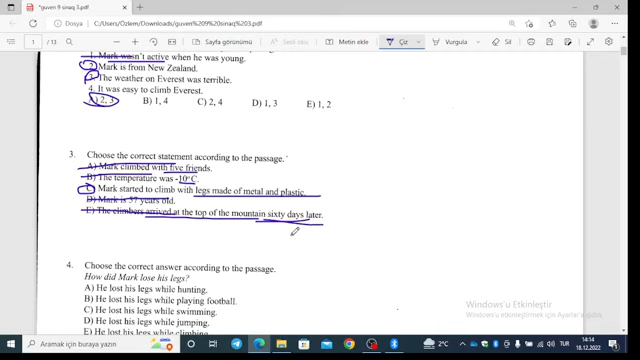 guven 9 sinaq 3.pdf
Dosya
C:/Users/Ozlem/Downloads/guven%209%20sinaq%203.pdf
1 / 13
Sayfa görünümü
Metin ekle
Çiz
Vurgula
Sil
1. Mark wasn't active when he was young.
2. Mark is from New Zealand.
3. The weather on Everest was terrible.
4. It was easy to climb Everest.
A) 2, 3 B) 1, 4 C) 2, 4 D) 1, 3 E) 1, 2
3. Choose the correct statement according to the passage.
A) Mark climbed with five friends.
B) The temperature was -10°C.
C) Mark started to climb with legs made of metal and plastic.
D) Mark is 57 years old.
E) The climbers arrived at the top of the mountain sixty days later.
4. Choose the correct answer according to the passage.
How did Mark lose his legs?
A) He lost his legs while hunting.
B) He lost his legs while playing football.
C) He lost his legs while swimming.
D) He lost his legs while jumping.
E) He lost his legs while climbing.
Windows'u Etkinleştir
Windows'u etkinleştirmek için Ayarlar'a gidin.
Aramak için buraya yazın
2°C
TUR
14:14
18.12.2022